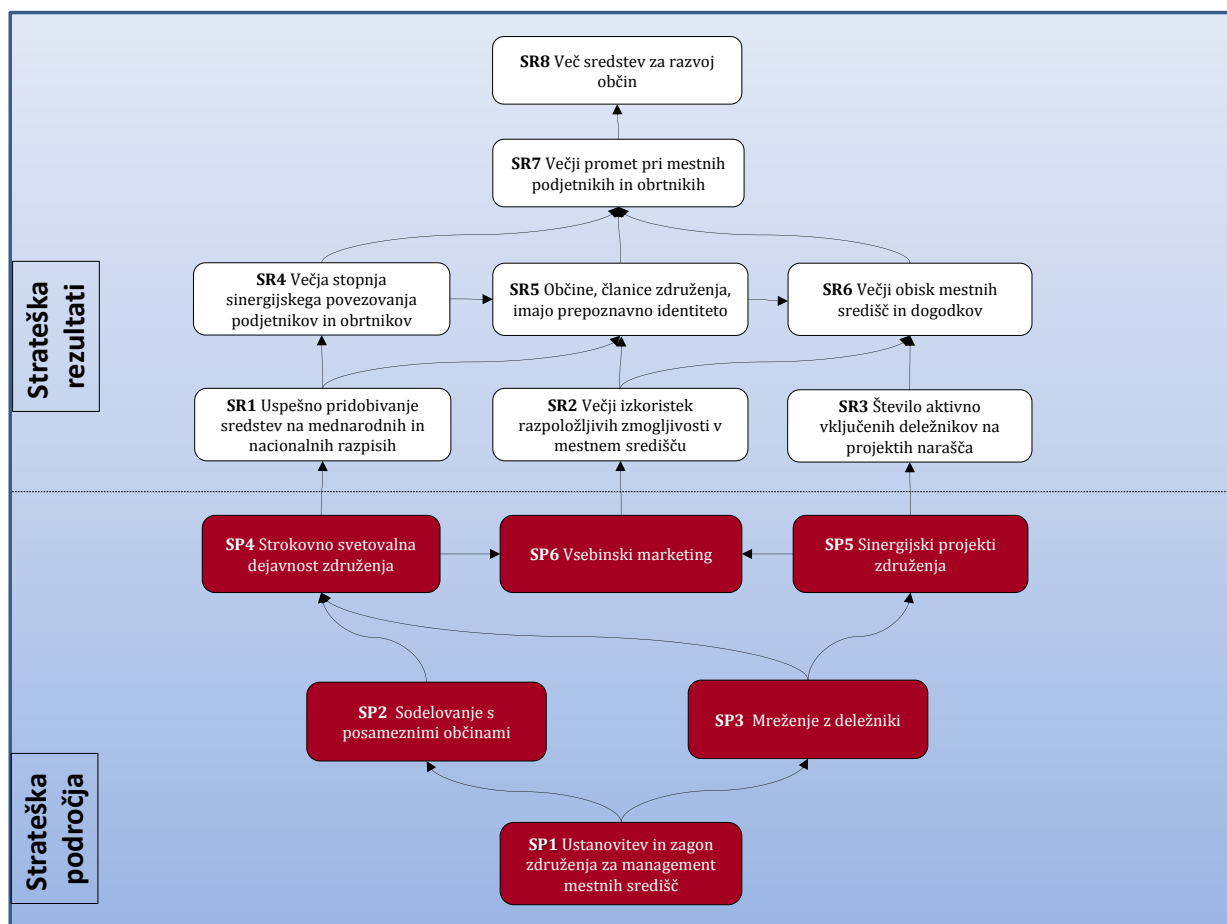 SR8 Več sredstev za razvoj
občin
SR7 Večji promet pri mestnih
podjetnikih in obrtnikih
Strateška
rezultati
SR4 Večja stopnja
sinergijskega povezovanja
podjetnikov in obrtnikov
SR5 Občine, članice združenja,
imajo prepoznavno identiteto
SR6 Večji obisk mestnih
središč in dogodkov
SR1 Uspešno pridobivanje
sredstev na mednarodnih in
nacionalnih razpisih
SR2 Večji izkoristek
razpoložljivih zmogljivosti v
mestnem središču
SR3 Število aktivno
vključenih deležnikov na
projektih narašča
SP4 Strokovno svetovalna
dejavnost združenja
SP6 Vsebinski marketing
SP5 Sinergijski projekti
združenja
SP2 Sodelovanje s
posameznimi občinami
SP3 Mreženje z deležniki
Strateška
področja
SP1 Ustanovitev in zagon
združenja za management
mestnih središč